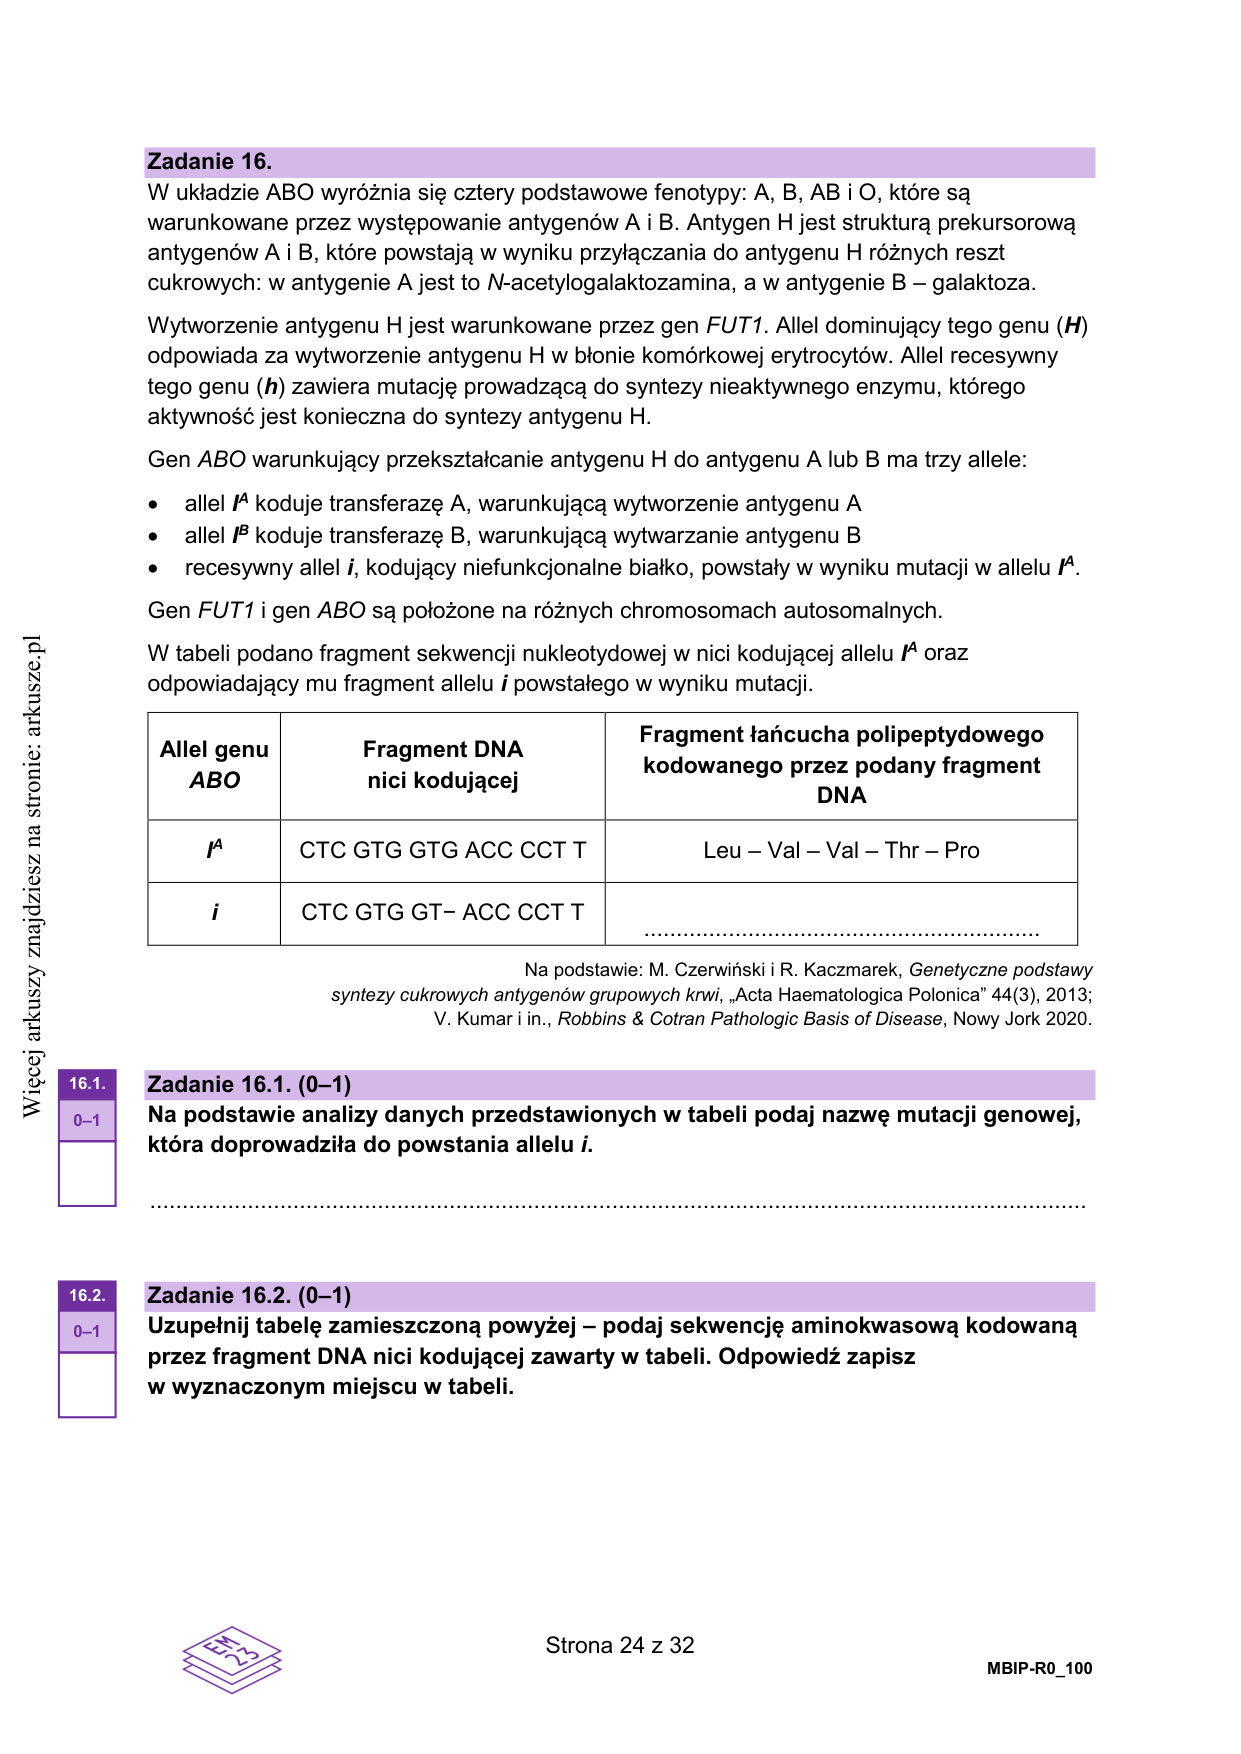 Zadanie 16.
W układzie ABO wyróżnia się cztery podstawowe fenotypy: A, B, AB i O, które są
warunkowane przez występowanie antygenów A i B. Antygen H jest strukturą prekursorową
antygenów A i B, które powstają w wyniku przyłączania do antygenu H różnych reszt
cukrowych: w antygenie A jest to N-acetylogalaktozamina, a w antygenie B – galaktoza.
Wytworzenie antygenu H jest warunkowane przez gen FUT1. Allel dominujący tego genu (H)
odpowiada za wytworzenie antygenu H w błonie komórkowej erytrocytów. Allel recesywny
tego genu (h) zawiera mutację prowadzącą do syntezy nieaktywnego enzymu, którego
aktywność jest konieczna do syntezy antygenu H.
Gen ABO warunkujący przekształcanie antygenu H do antygenu A lub B ma trzy allele:
• allel Iᴬ koduje transferazę A, warunkującą wytworzenie antygenu A
• allel Iᴮ koduje transferazę B, warunkującą wytwarzanie antygenu B
• recesywny allel i, kodujący niefunkcjonalne białko, powstały w wyniku mutacji w allelu Iᴬ.
Gen FUT1 i gen ABO są położone na różnych chromosomach autosomalnych.
W tabeli podano fragment sekwencji nukleotydowej w nici kodującej allelu Iᴬ oraz
odpowiadający mu fragment allelu i powstałego w wyniku mutacji.
Allel genu
ABO
Fragment DNA
nici kodującej
Fragment łańcucha polipeptydowego
kodowanego przez podany fragment
DNA
Iᴬ
CTC GTG GTG ACC CCT T
Leu – Val – Val – Thr – Pro
i
CTC GTG GT− ACC CCT T
............................................................
Na podstawie: M. Czerwiński i R. Kaczmarek, Genetyczne podstawy
syntezy cukrowych antygenów grupowych krwi, „Acta Haematologica Polonica” 44(3), 2013;
V. Kumar i in., Robbins & Cotran Pathologic Basis of Disease, Nowy Jork 2020.
16.1.
0–1
Zadanie 16.1. (0–1)
Na podstawie analizy danych przedstawionych w tabeli podaj nazwę mutacji genowej,
która doprowadziła do powstania allelu i.
..............................................................................................................................................
16.2.
0–1
Zadanie 16.2. (0–1)
Uzupełnij tabelę zamieszczoną powyżej – podaj sekwencję aminokwasową kodowaną
przez fragment DNA nici kodującej zawarty w tabeli. Odpowiedź zapisz
w wyznaczonym miejscu w tabeli.
Więcej arkuszy znajdziesz na stronie: arkusze.pl
EM
23
Strona 24 z 32
MBIP-R0_100